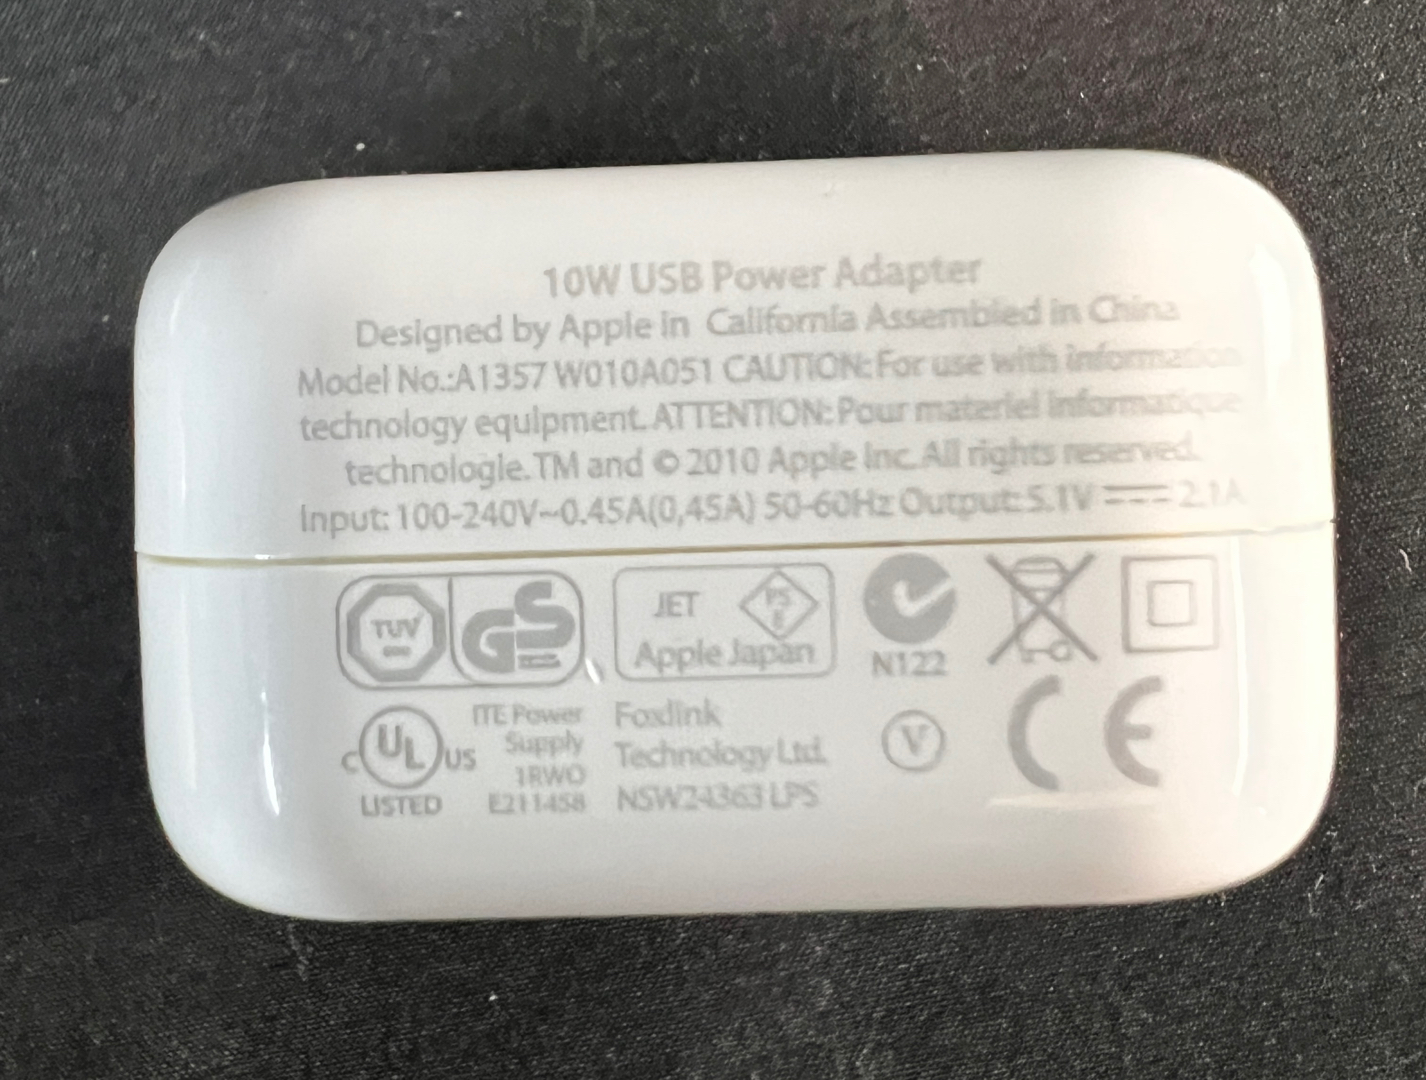 10W USB Power Adapter
Designed by Apple in California Assembled in China
Model No.:A1357 W010A051 CAUTION: For use with information
technology equipment. ATTENTION: Pour materiel informatique
technologie. TM and © 2010 Apple Inc. All rights reserved.
Input: 100-240V~0.45A(0,45A) 50-60Hz Output: 5.1V ⎓ 2.1A
TUV GS
JET PSE
Apple Japan
N122
C UL US
LISTED
ITE Power
Supply
1RWO
E211458
Foxlink
Technology Ltd.
NSW24363 LPS
V
CE